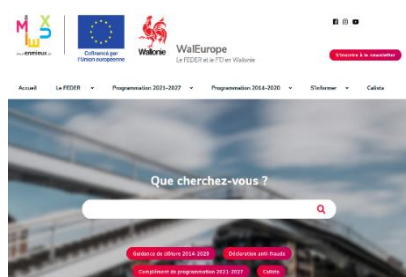 MEUX
enmieux
Cofinancé par
l'Union européenne
Wallonie
WalEurope
Le FEDER et le FTJ en Wallonie
S'inscrire à la newsletter
Accueil
Le FEDER
Programmation 2021-2027
Programmation 2014-2020
S'informer
Calista
Que cherchez-vous ?
Guidance de clôture 2014-2020
Déclaration anti-fraude
Complément de programmation 2021-2027
Calista